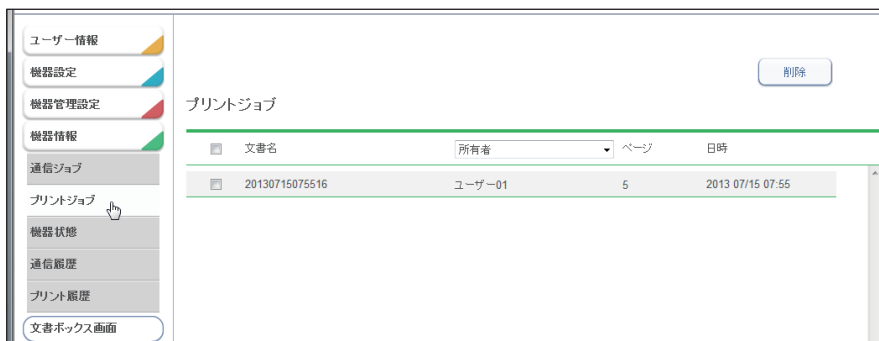 ユーザー情報
機器設定
削除
機器管理設定
プリントジョブ
機器情報
文書名 所有者 ページ 日時
通信ジョブ
20130715075516 ユーザー01 5 2013 07/15 07:55
プリントジョブ
機器状態
通信履歴
プリント履歴
文書ボックス画面